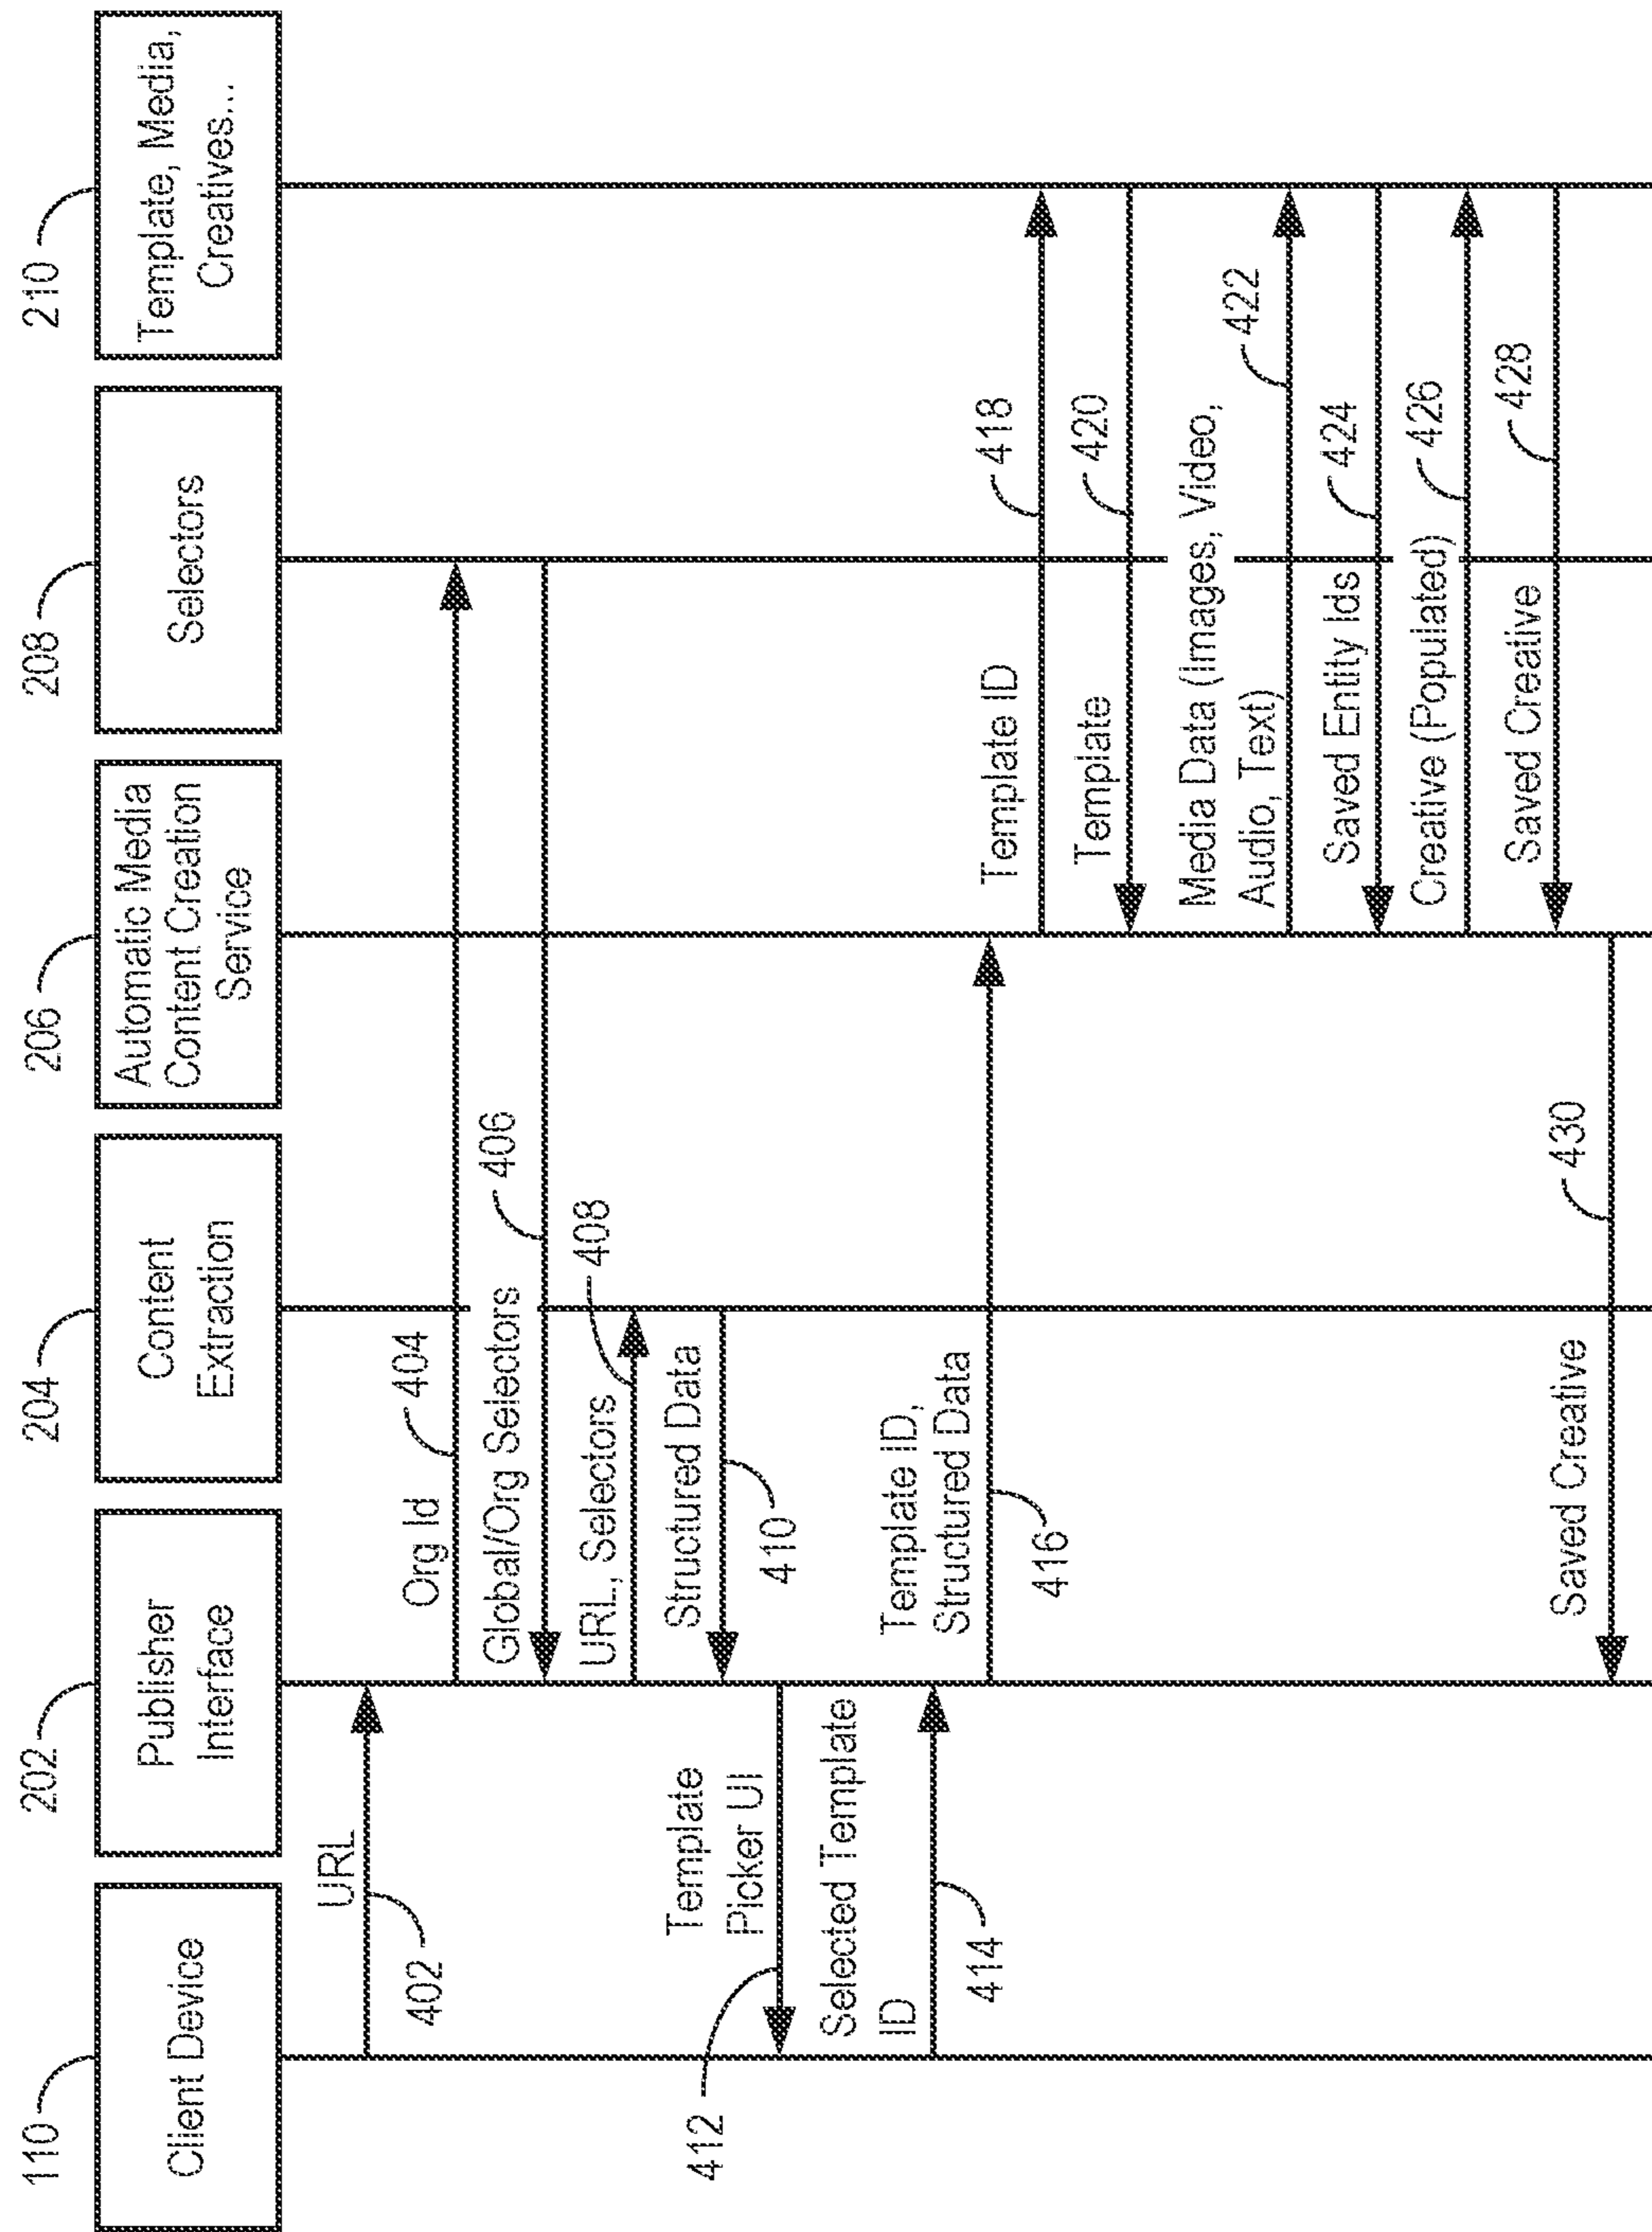 110
202
204
206
208
210
Client Device
Publisher
Interface
Content
Extraction
Automatic Media
Content Creation
Service
Selectors
Template, Media,
Creatives...
URL
402
Org Id
404
Global/Org Selectors
406
URL, Selectors
408
Structured Data
410
Template
Picker UI
412
Selected Template
ID
414
Template ID,
Structured Data
416
Template ID
418
Template
420
Media Data (Images, Video,
Audio, Text)
422
Saved Entity Ids
424
Creative (Populated)
426
Saved Creative
428
Saved Creative
430